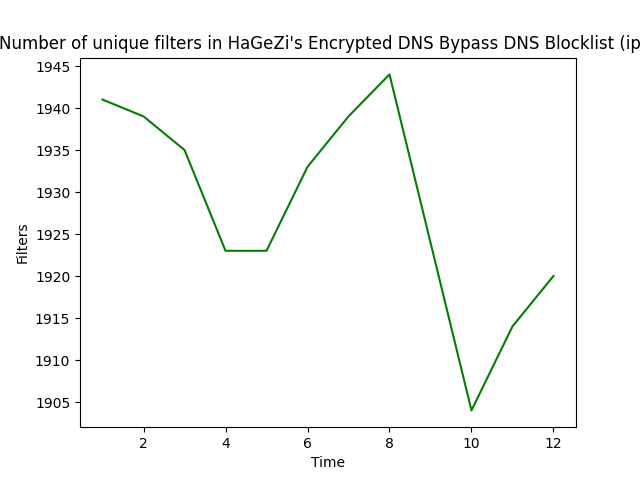 Number of unique filters in HaGeZi's Encrypted DNS Bypass DNS Blocklist (ip
1945
1940
1935
1930
1925
1920
1915
1910
1905
Filters
2 4 6 8 10 12
Time